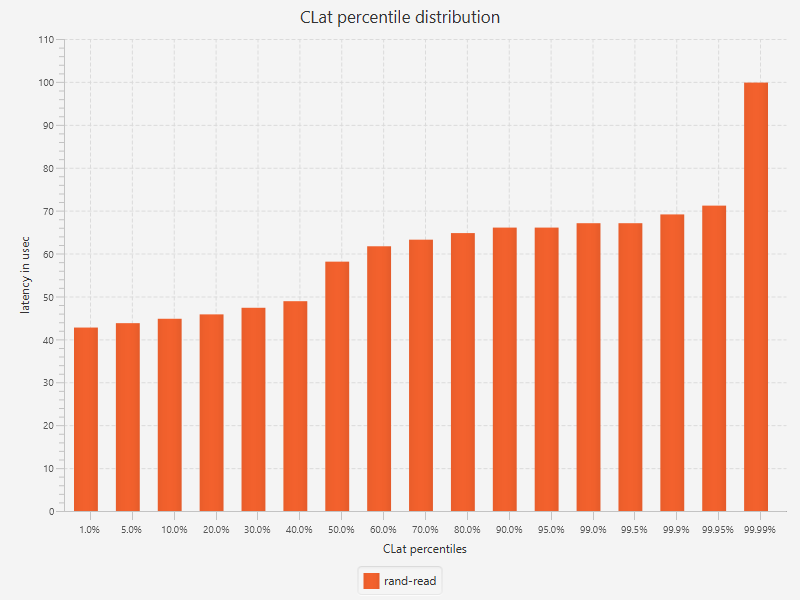 CLat percentile distribution
110
100
90
80
70
60
50
40
30
20
10
0
latency in usec
1.0% 5.0% 10.0% 20.0% 30.0% 40.0% 50.0% 60.0% 70.0% 80.0% 90.0% 95.0% 99.0% 99.5% 99.9% 99.95% 99.99%
CLat percentiles
rand-read